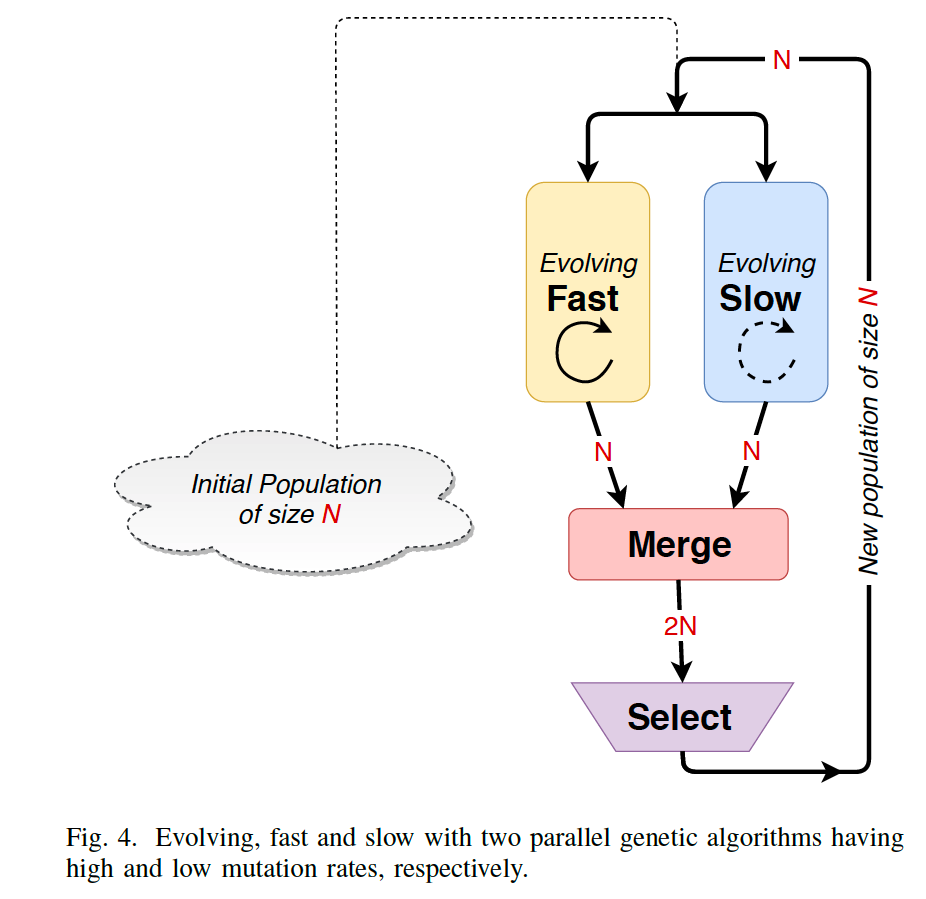 N
Evolving
Fast
Evolving
Slow
New population of size N
Initial Population
of size N
N
N
Merge
2N
Select
Fig. 4. Evolving, fast and slow with two parallel genetic algorithms having
high and low mutation rates, respectively.